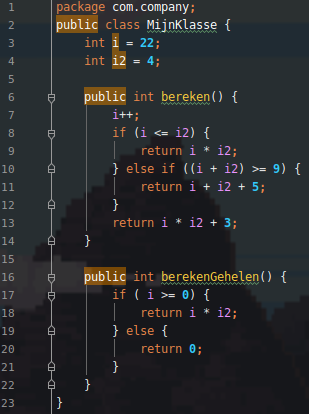 1 package com.company;
2 public class MijnKlasse {
3     int i = 22;
4     int i2 = 4;
5
6     public int bereken() {
7         i++;
8         if (i <= i2) {
9             return i * i2;
10         } else if ((i + i2) >= 9) {
11             return i + i2 + 5;
12         }
13         return i * i2 + 3;
14     }
15
16     public int berekenGehelen() {
17         if ( i >= 0) {
18             return i * i2;
19         } else {
20             return 0;
21         }
22     }
23 }